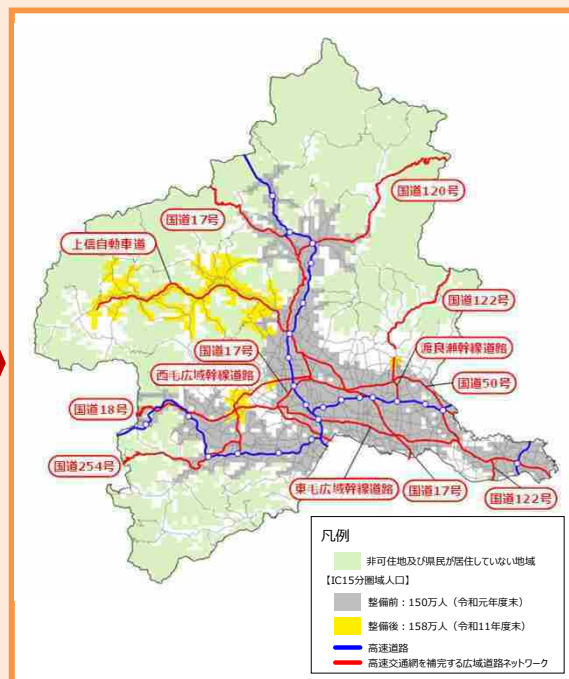 国道120号
国道17号
上信自動車道
国道122号
国道17号
渡良瀬幹線道路
西毛広域幹線道路
国道50号
国道18号
国道254号
東毛広域幹線道路
国道17号
国道122号
凡例
非可住地及び県民が居住していない地域
【IC15分圏域人口】
整備前：150万人（令和元年度末）
整備後：158万人（令和11年度末）
高速道路
高速交通網を補完する広域道路ネットワーク